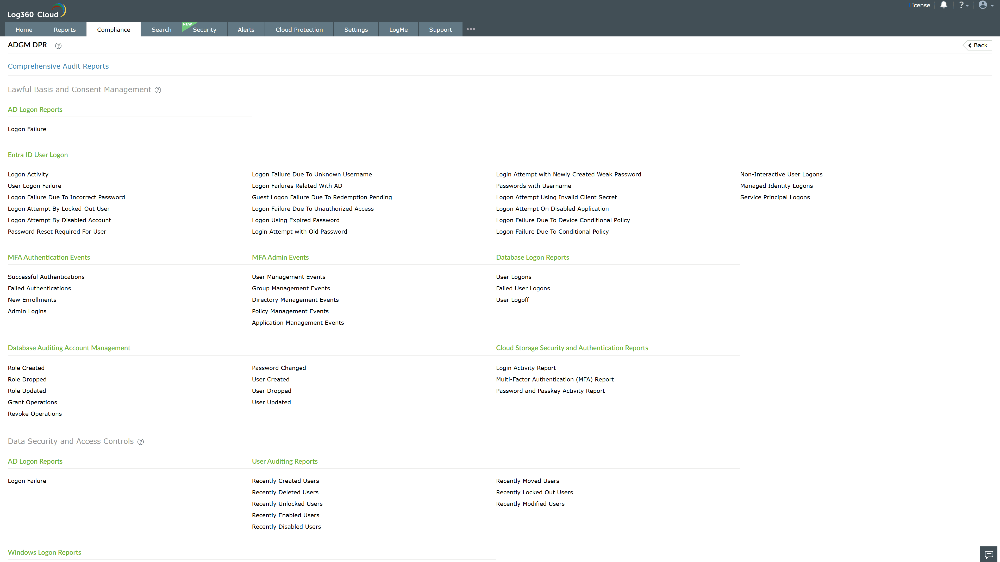 Log360 Cloud
License
?
Home
Reports
Compliance
Search
NEW
Security
Alerts
Cloud Protection
Settings
LogMe
Support
ADGM DPR ?
Back
Comprehensive Audit Reports
Lawful Basis and Consent Management ?
AD Logon Reports
Logon Failure
Entra ID User Logon
Logon Activity
User Logon Failure
Logon Failure Due To Incorrect Password
Logon Attempt By Locked-Out User
Logon Attempt By Disabled Account
Password Reset Required For User
Logon Failure Due To Unknown Username
Logon Failures Related With AD
Guest Logon Failure Due To Redemption Pending
Logon Failure Due To Unauthorized Access
Logon Using Expired Password
Login Attempt with Old Password
Login Attempt with Newly Created Weak Password
Passwords with Username
Logon Attempt Using Invalid Client Secret
Logon Attempt On Disabled Application
Logon Failure Due To Device Conditional Policy
Logon Failure Due To Conditional Policy
Non-Interactive User Logons
Managed Identity Logons
Service Principal Logons
MFA Authentication Events
Successful Authentications
Failed Authentications
New Enrollments
Admin Logins
MFA Admin Events
User Management Events
Group Management Events
Directory Management Events
Policy Management Events
Application Management Events
Database Logon Reports
User Logons
Failed User Logons
User Logoff
Database Auditing Account Management
Role Created
Role Dropped
Role Updated
Grant Operations
Revoke Operations
Password Changed
User Created
User Dropped
User Updated
Cloud Storage Security and Authentication Reports
Login Activity Report
Multi-Factor Authentication (MFA) Report
Password and Passkey Activity Report
Data Security and Access Controls ?
AD Logon Reports
Logon Failure
User Auditing Reports
Recently Created Users
Recently Deleted Users
Recently Unlocked Users
Recently Enabled Users
Recently Disabled Users
Recently Moved Users
Recently Locked Out Users
Recently Modified Users
Windows Logon Reports